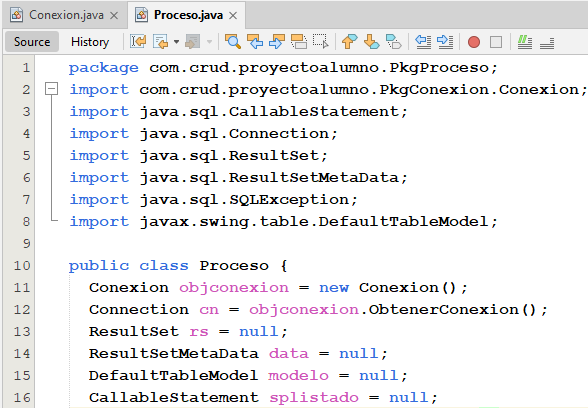 Conexion.java × Proceso.java ×
Source History
1 package com.crud.proyectoalumno.PkgProceso;
2 import com.crud.proyectoalumno.PkgConexion.Conexion;
3 import java.sql.CallableStatement;
4 import java.sql.Connection;
5 import java.sql.ResultSet;
6 import java.sql.ResultSetMetaData;
7 import java.sql.SQLException;
8 import javax.swing.table.DefaultTableModel;
9
10 public class Proceso {
11 Conexion objconexion = new Conexion();
12 Connection cn = objconexion.ObtenerConexion();
13 ResultSet rs = null;
14 ResultSetMetaData data = null;
15 DefaultTableModel modelo = null;
16 CallableStatement splistado = null;